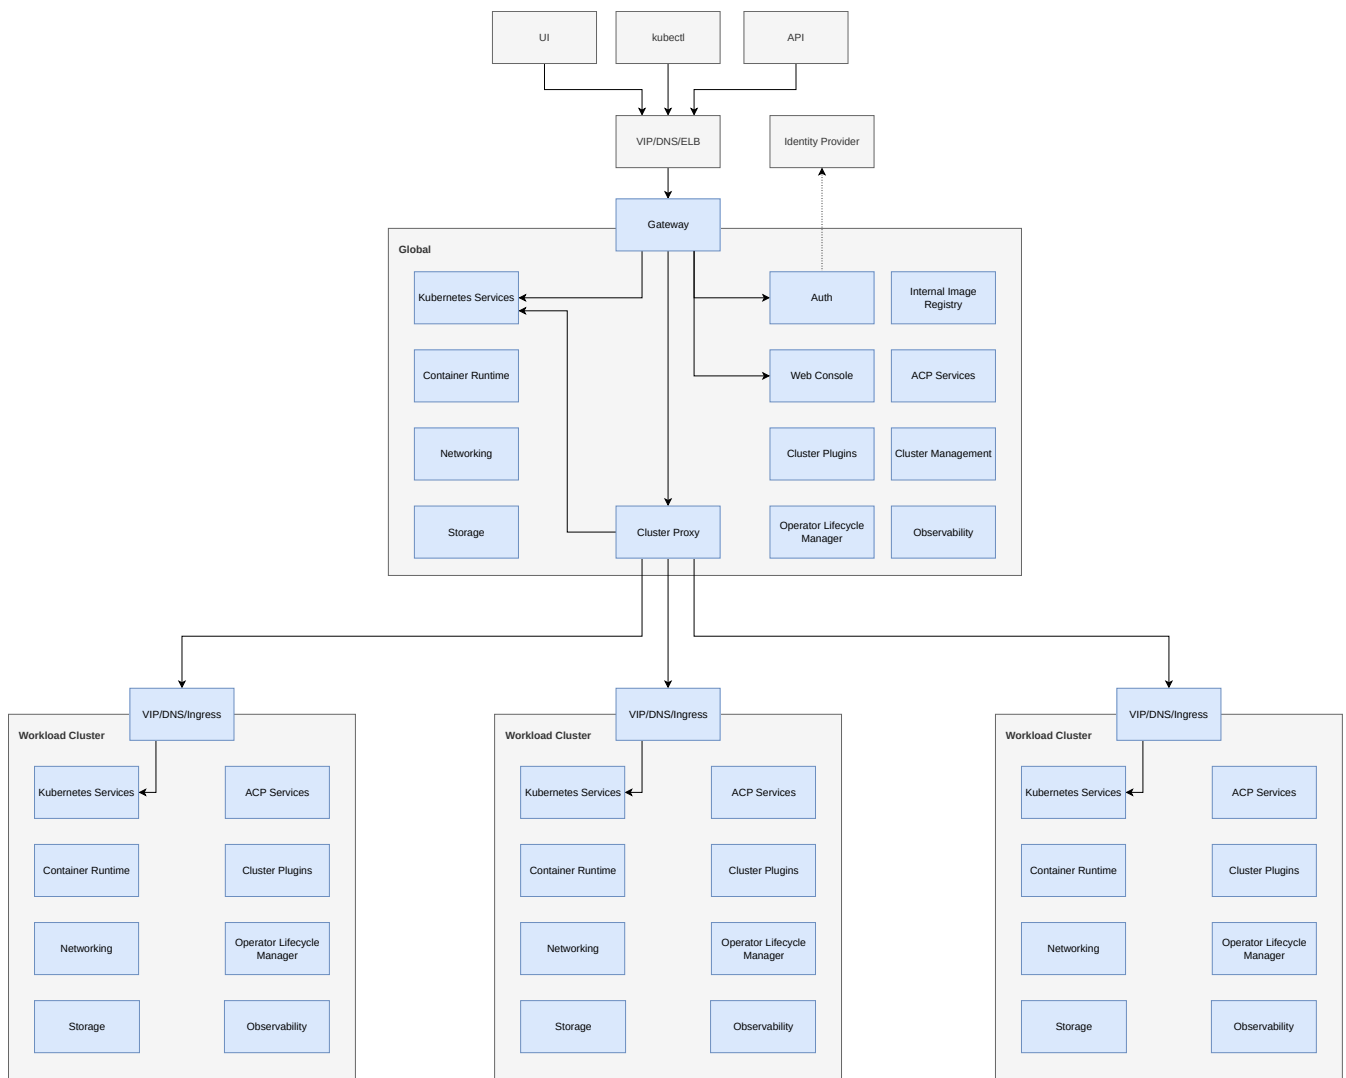 UI
kubectl
API
VIP/DNS/ELB
Identity Provider
Gateway
Global
Kubernetes Services
Auth
Internal Image
Registry
Container Runtime
Web Console
ACP Services
Networking
Cluster Plugins
Cluster Management
Storage
Cluster Proxy
Operator Lifecycle
Manager
Observability
VIP/DNS/Ingress
Workload Cluster
Kubernetes Services
ACP Services
Container Runtime
Cluster Plugins
Networking
Operator Lifecycle
Manager
Storage
Observability
VIP/DNS/Ingress
Workload Cluster
Kubernetes Services
ACP Services
Container Runtime
Cluster Plugins
Networking
Operator Lifecycle
Manager
Storage
Observability
VIP/DNS/Ingress
Workload Cluster
Kubernetes Services
ACP Services
Container Runtime
Cluster Plugins
Networking
Operator Lifecycle
Manager
Storage
Observability